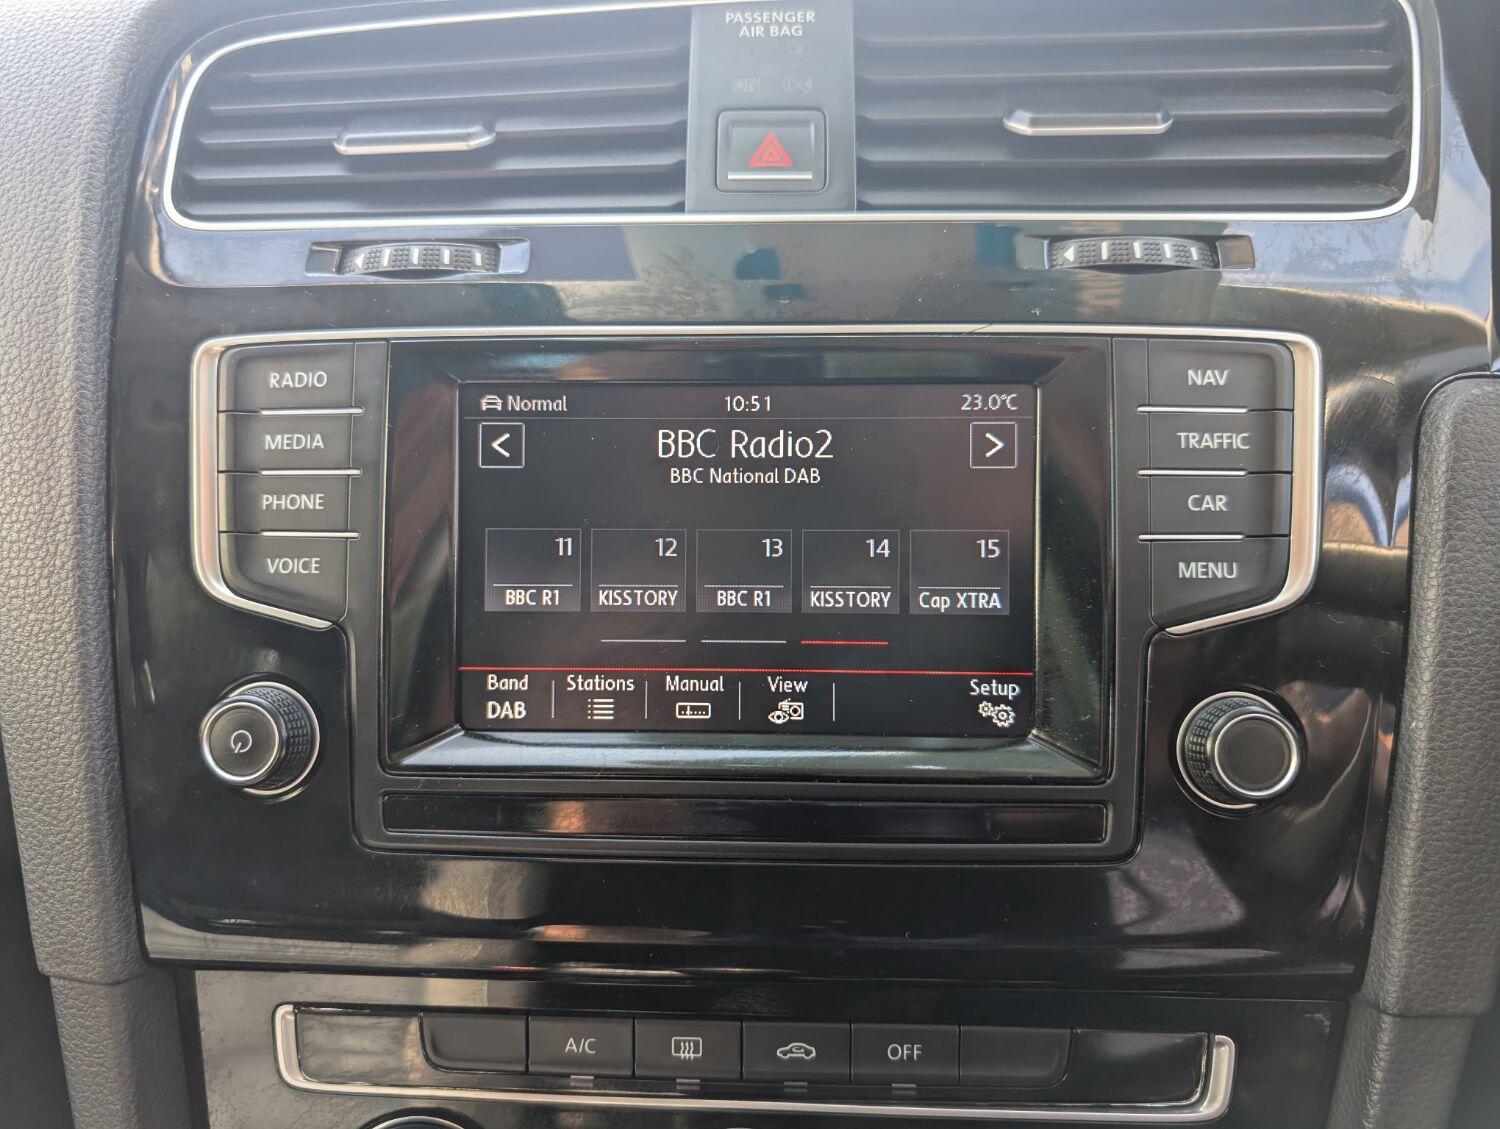 PASSENGER
AIR BAG
ON
RADIO
MEDIA
PHONE
VOICE
Normal 10:51 23.0°C
< BBC Radio2 >
BBC National DAB
11 12 13 14 15
BBC R1 KISSTORY BBC R1 KISSTORY Cap XTRA
Band Stations Manual View Setup
DAB
NAV
TRAFFIC
CAR
MENU
A/C OFF